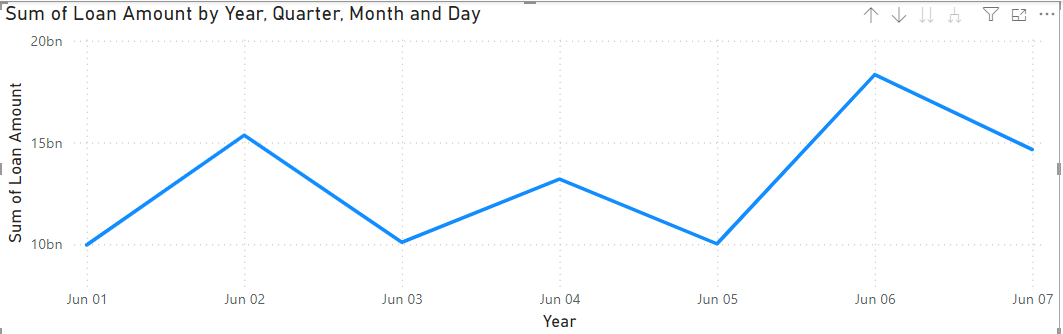 Sum of Loan Amount by Year, Quarter, Month and Day
Sum of Loan Amount
20bn
15bn
10bn
Jun 01 Jun 02 Jun 03 Jun 04 Jun 05 Jun 06 Jun 07
Year